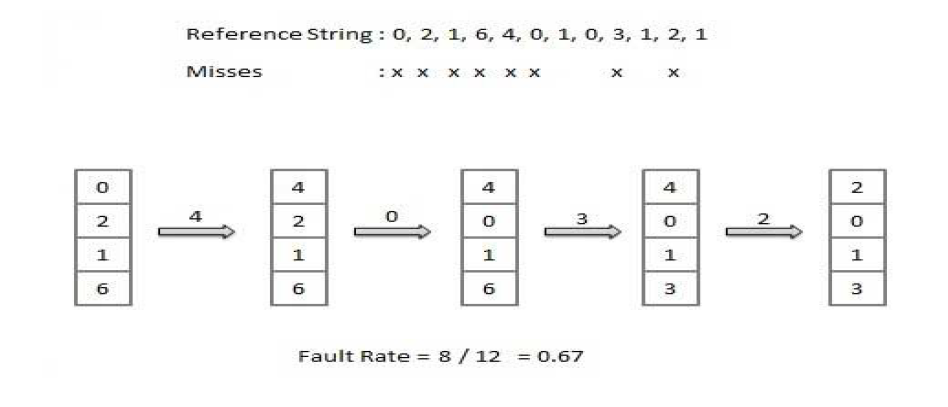 Reference String : 0, 2, 1, 6, 4, 0, 1, 0, 3, 1, 2, 1
Misses : x x x x x x x x
0 4 4 4 2
4 0 3 2
2 2 0 0 0
1 1 1 1 1
6 6 6 3 3
Fault Rate = 8 / 12 = 0.67